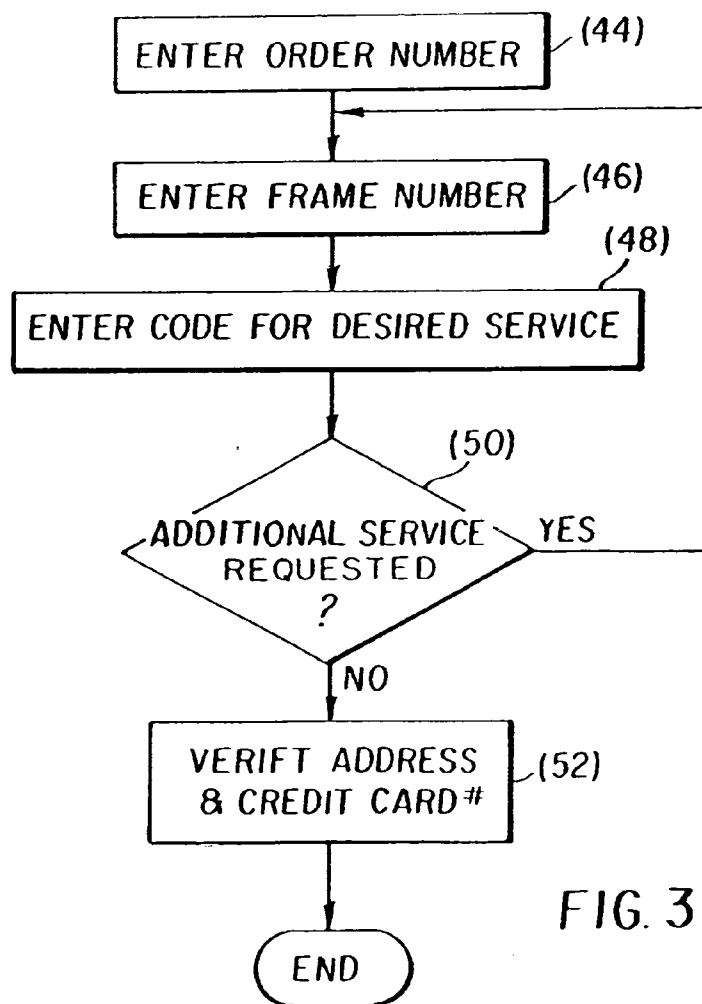 ENTER ORDER NUMBER
(44)
ENTER FRAME NUMBER
(46)
(48)
ENTER CODE FOR DESIRED SERVICE
(50)
ADDITIONAL SERVICE
REQUESTED
?
YES
NO
VERIFT ADDRESS
& CREDIT CARD#
(52)
END
FIG. 3